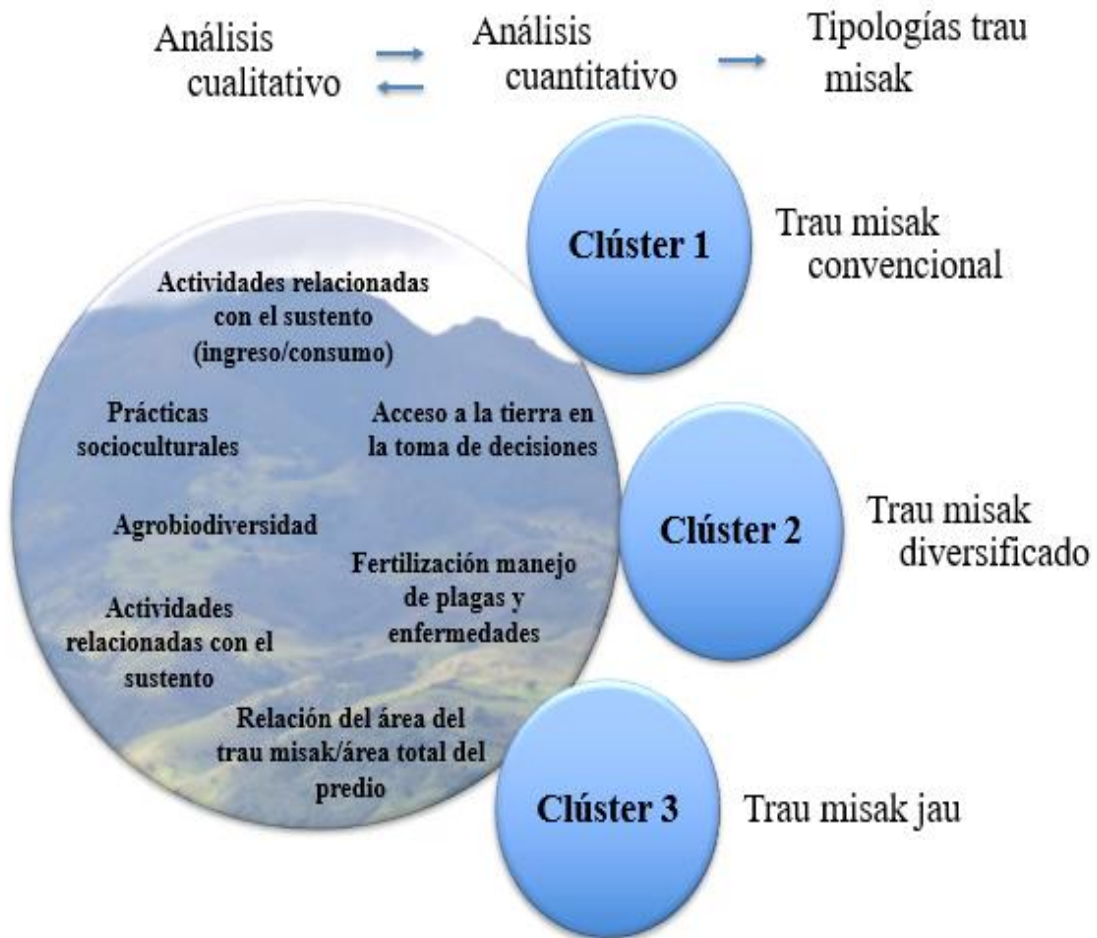 Análisis
cualitativo
Análisis
cuantitativo
Tipologías trau
misak
Clúster 1
Trau misak
convencional
Actividades relacionadas
con el sustento
(ingreso/consumo)
Prácticas
socioculturales
Acceso a la tierra en
la toma de decisiones
Agrobiodiversidad
Clúster 2
Trau misak
diversificado
Fertilización manejo
de plagas y
enfermedades
Actividades
relacionadas con el
sustento
Relación del área del
trau misak/área total del
predio
Clúster 3
Trau misak jau